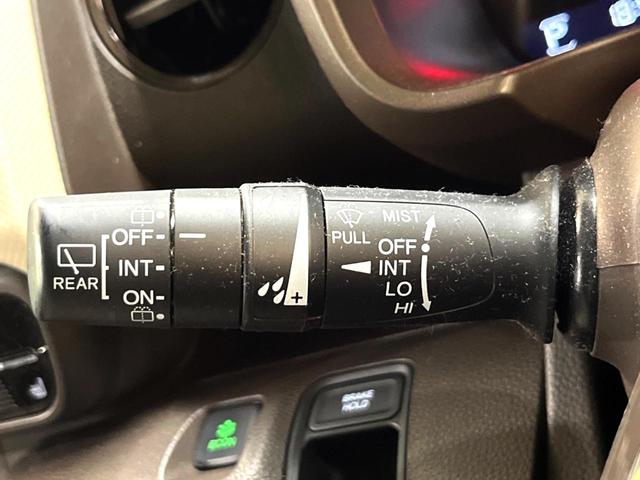 REAR
OFF
INT
ON
+
PULL
MIST
OFF
INT
LO
HI
P
BRAKE
HOLD
ECON